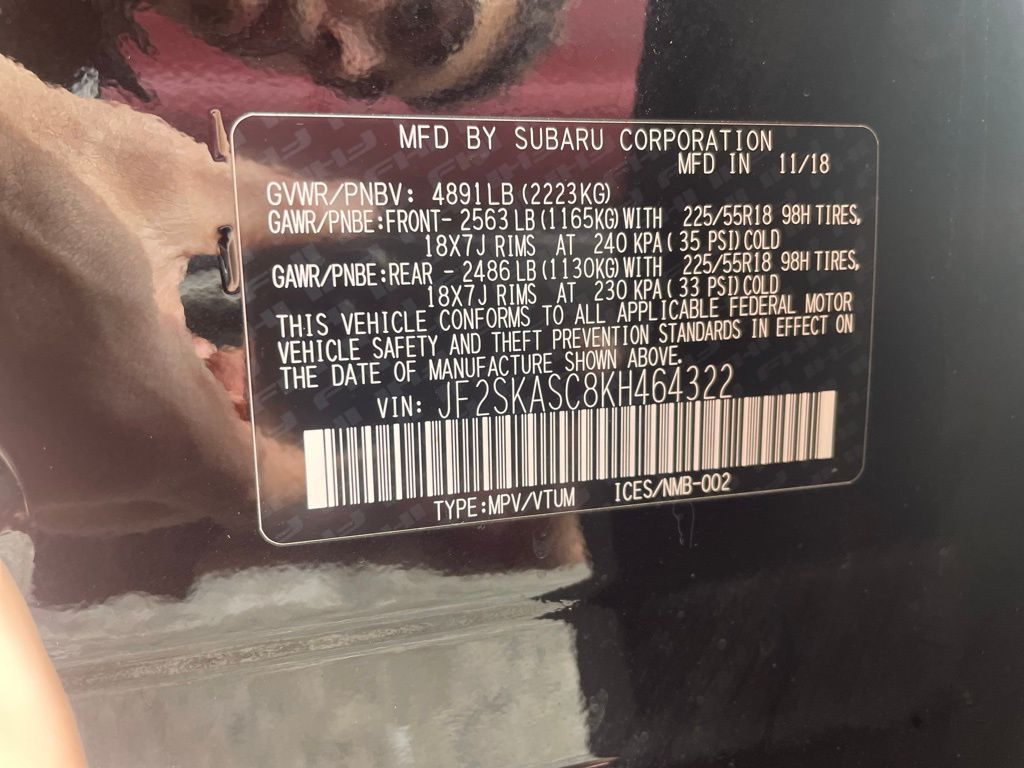 MFD BY SUBARU CORPORATION
MFD IN 11/18
GVWR/PNBV: 4891LB (2223KG)
GAWR/PNBE:FRONT- 2563 LB (1165KG) WITH 225/55R18 98H TIRES,
18X7J RIMS AT 240 KPA ( 35 PSI) COLD
GAWR/PNBE:REAR - 2486 LB (1130KG) WITH 225/55R18 98H TIRES,
18X7J RIMS AT 230 KPA ( 33 PSI) COLD
THIS VEHICLE CONFORMS TO ALL APPLICABLE FEDERAL MOTOR
VEHICLE SAFETY AND THEFT PREVENTION STANDARDS IN EFFECT ON
THE DATE OF MANUFACTURE SHOWN ABOVE.
VIN: JF2SKASC8KH464322
TYPE:MPV/VTUM ICES/NMB-002